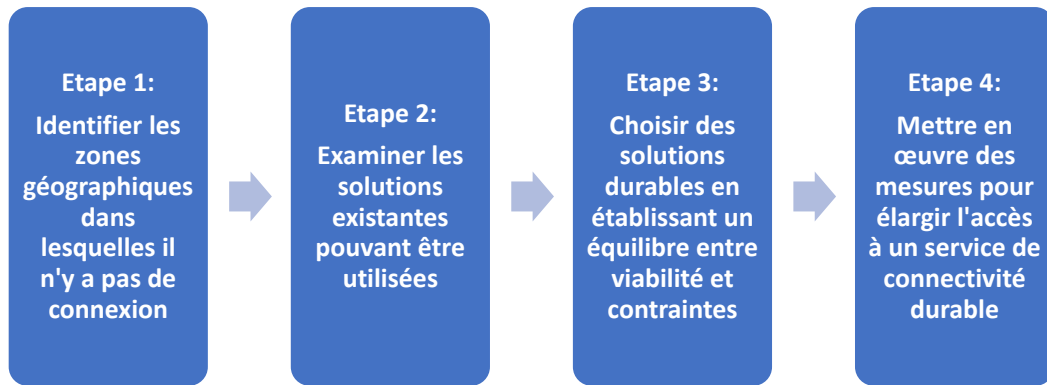 Etape 1:
Identifier les
zones
géographiques
dans
lesquelles il
n'y a pas de
connexion
Etape 2:
Examiner les
solutions
existantes
pouvant être
utilisées
Etape 3:
Choisir des
solutions
durables en
établissant un
équilibre entre
viabilité et
contraintes
Etape 4:
Mettre en
œuvre des
mesures pour
élargir l'accès
à un service de
connectivité
durable